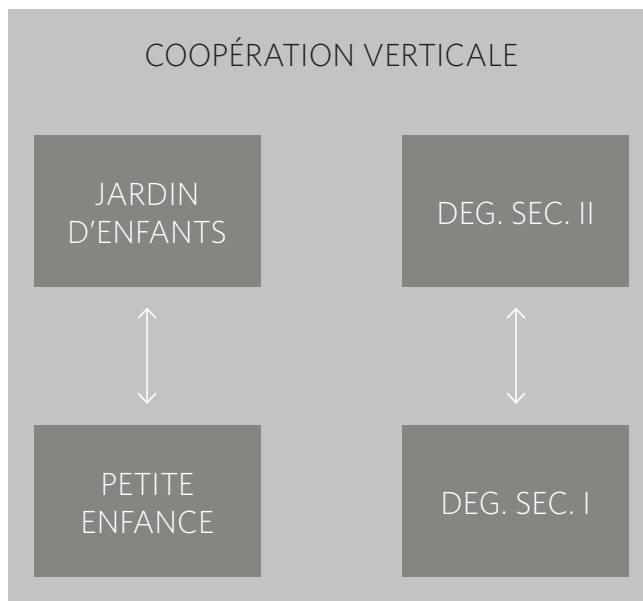 COOPÉRATION VERTICALE
JARDIN
D'ENFANTS
DEG. SEC. II
PETITE
ENFANCE
DEG. SEC. I